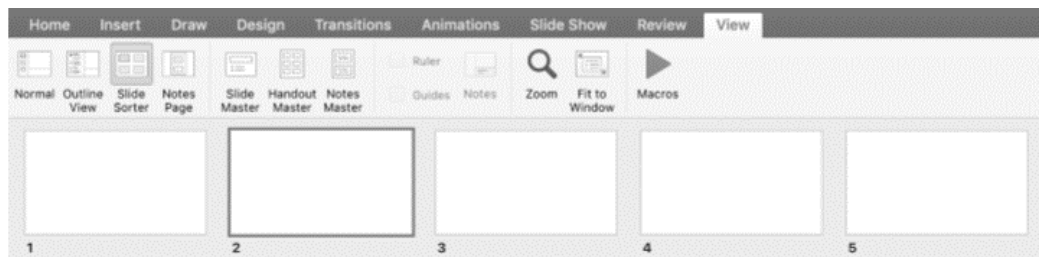 Home Insert Draw Design Transitions Animations Slide Show Review View
Ruler
Normal Outline Slide Notes Slide Handout Notes Guides Notes Zoom Fit to Macros
View Sorter Page Master Master Master Window
1 2 3 4 5